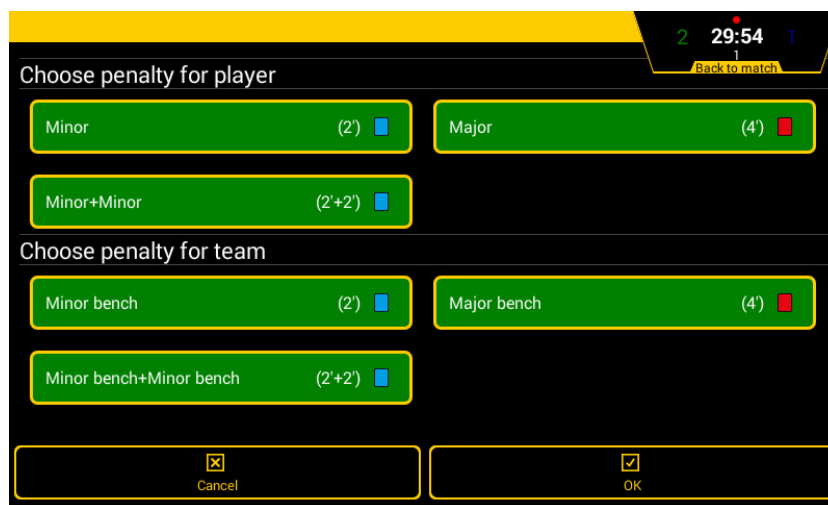 2 29:54 1
1
Back to match
Choose penalty for player
Minor (2')
Major (4')
Minor+Minor (2'+2')
Choose penalty for team
Minor bench (2')
Major bench (4')
Minor bench+Minor bench (2'+2')
Cancel
OK